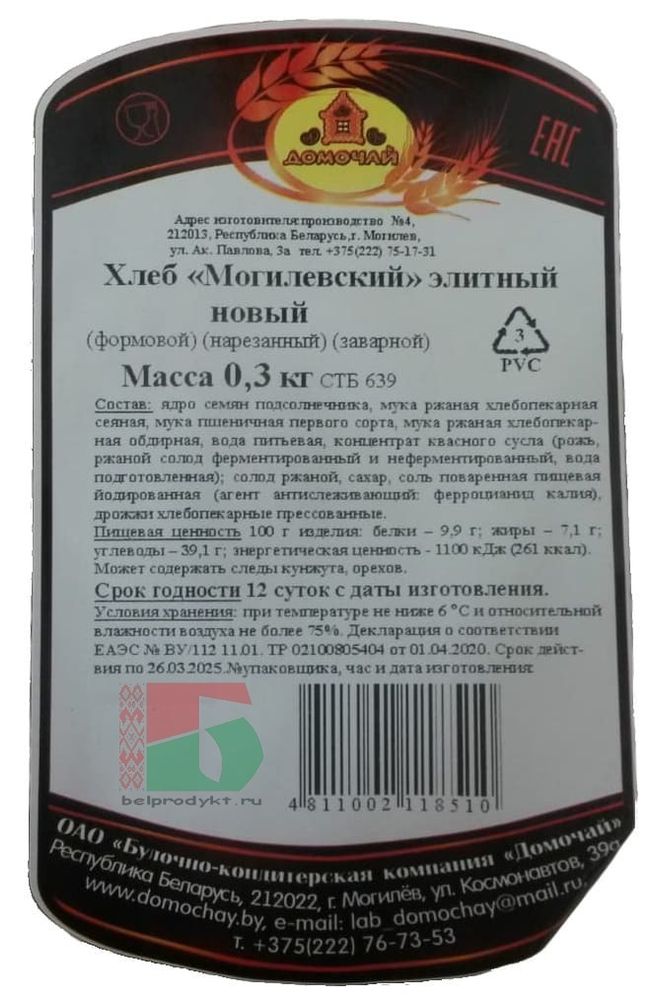 ДОМОЧАЙ
EAC
Адрес изготовителя:производство №4,
212013, Республика Беларусь,г. Могилев,
ул. Ак. Павлова, 3а тел. +375(222) 75-17-31
Хлеб «Могилевский» элитный
новый
(формовой) (нарезанный) (заварной)
3
PVC
Масса 0,3 кг СТБ 639
Состав: ядро семян подсолнечника, мука ржаная хлебопекарная
сеяная, мука пшеничная первого сорта, мука ржаная хлебопекар-
ная обдирная, вода питьевая, концентрат квасного сусла (рожь,
ржаной солод ферментированный и неферментированный, вода
подготовленная); солод ржаной, сахар, соль поваренная пищевая
йодированная (агент антислеживающий: ферроцианид калия),
дрожжи хлебопекарные прессованные.
Пищевая ценность 100 г изделия: белки – 9,9 г; жиры – 7,1 г;
углеводы – 39,1 г; энергетическая ценность - 1100 кДж (261 ккал).
Может содержать следы кунжута, орехов.
Срок годности 12 суток с даты изготовления.
Условия хранения: при температуре не ниже 6 °С и относительной
влажности воздуха не более 75%. Декларация о соответствии
ЕАЭС № BY/112 11.01. ТР 02100805404 от 01.04.2020. Срок дейст-
вия по 26.03.2025.№упаковщика, час и дата изготовления:
belprodykt.ru
4 811002 118510
ОАО «Булочно-кондитерская компания «Домочай»
Республика Беларусь, 212022, г. Могилёв, ул. Космонавтов, 39
www.domochay.by, e-mail: lab_domochay@mail.ru,
т. +375(222) 76-73-53